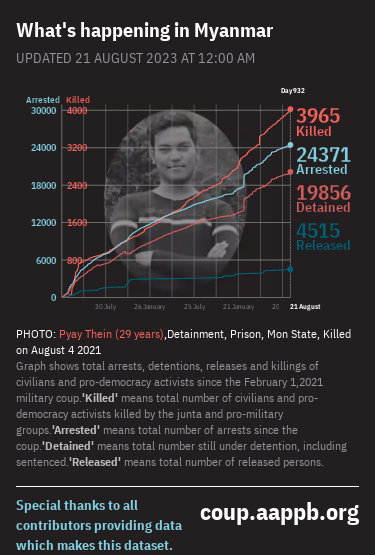 What's happening in Myanmar
UPDATED 21 AUGUST 2023 AT 12:00 AM
Day932
Arrested Killed
30000 4000
24000 3200
18000 2400
12000 1600
6000 800
0
3965
Killed
24371
Arrested
19856
Detained
4515
Released
30 July 26 January 25 July 21 January 20 21 August
PHOTO: Pyay Thein (29 years),Detainment, Prison, Mon State, Killed
on August 4 2021
Graph shows total arrests, detentions, releases and killings of
civilians and pro-democracy activists since the February 1,2021
military coup.'Killed' means total number of civilians and pro-
democracy activists killed by the junta and pro-military
groups.'Arrested' means total number of arrests since the
coup.'Detained' means total number still under detention, including
sentenced.'Released' means total number of released persons.
Special thanks to all
contributors providing data
which makes this dataset.
coup.aappb.org